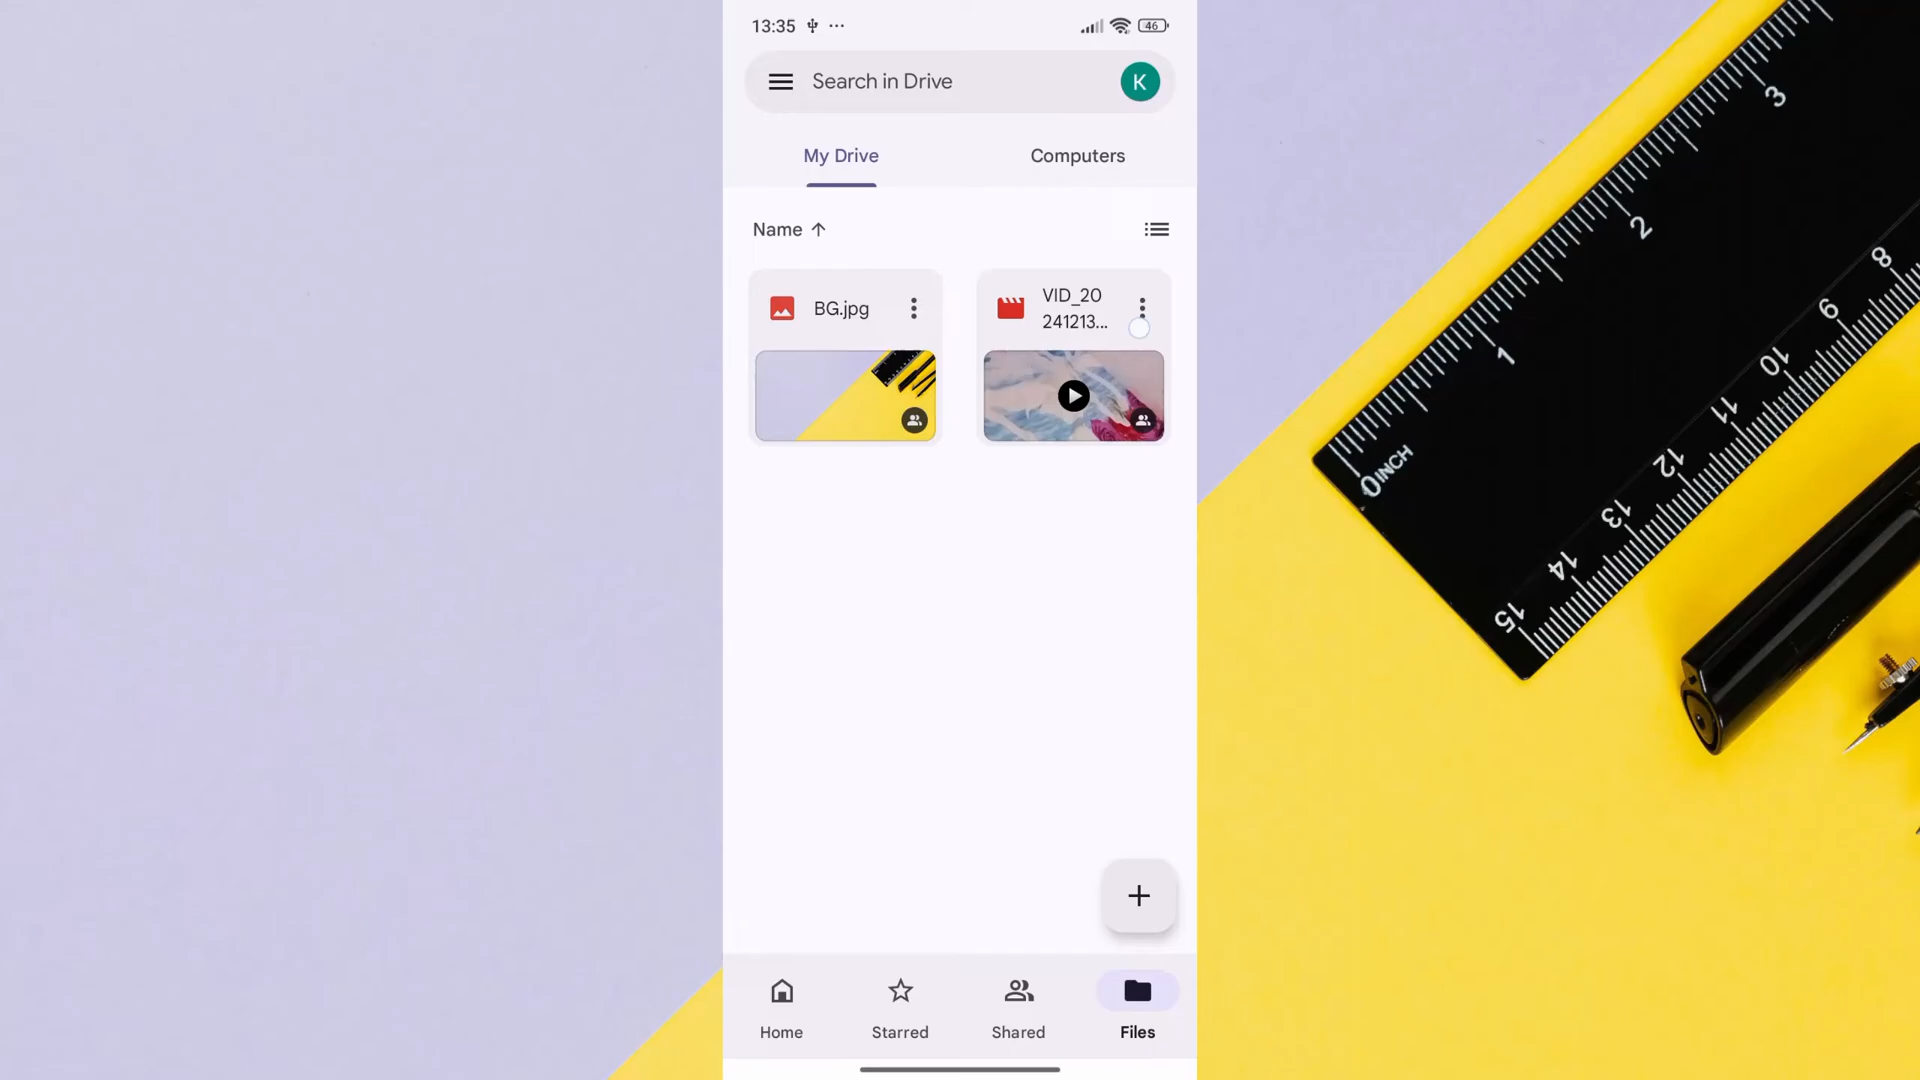 13:35
46
Search in Drive
K
My Drive
Computers
Name
BG.jpg
VID_20
241213...
Home
Starred
Shared
Files
3
2
1
0 INCH
8
6
10
11
12
13
14
15